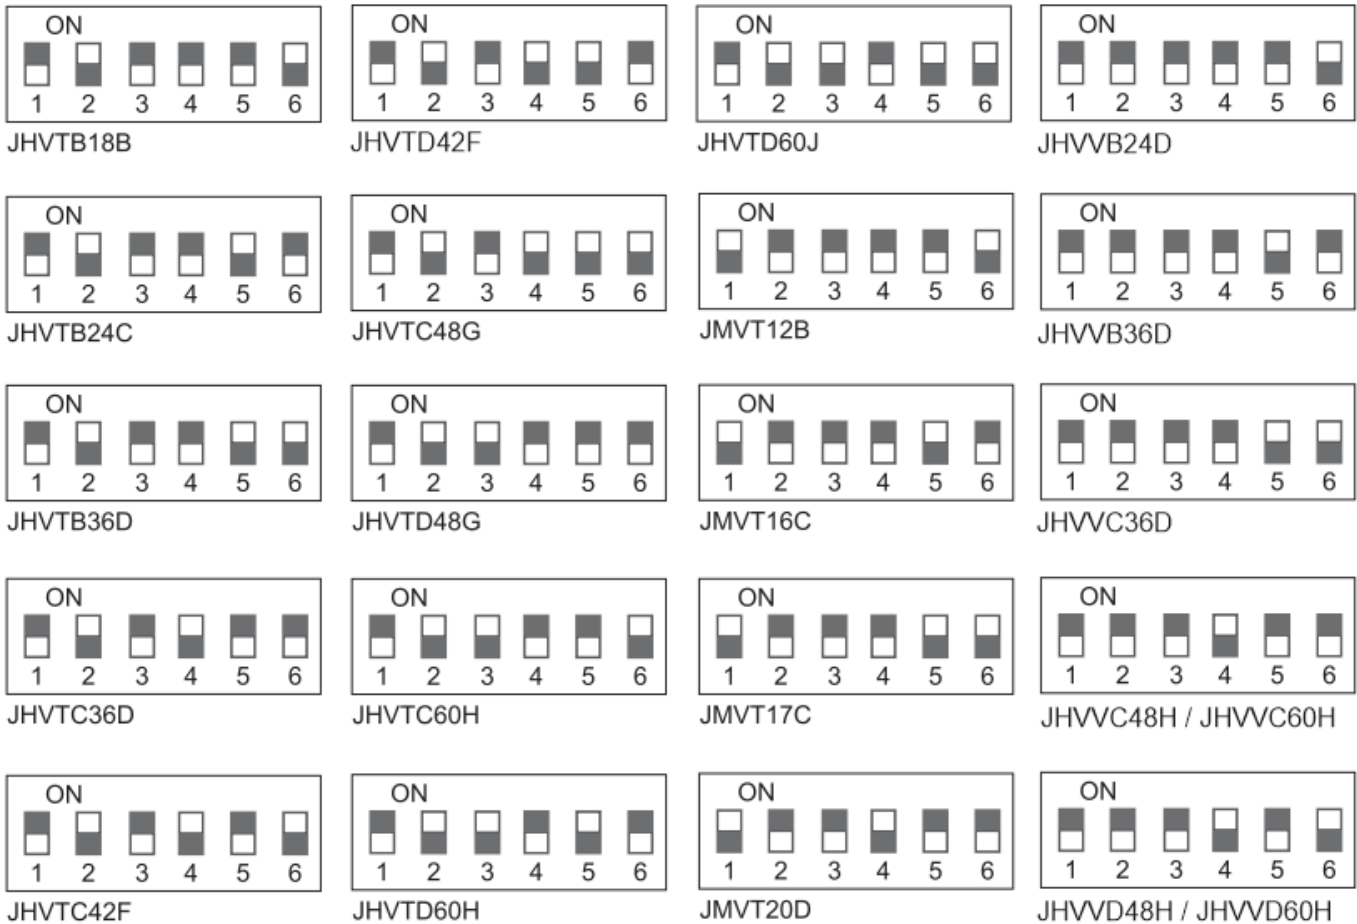 ON ON ON ON
1 2 3 4 5 6 1 2 3 4 5 6 1 2 3 4 5 6 1 2 3 4 5 6
JHVTB18B JHVTD42F JHVTD60J JHVVB24D
ON ON ON ON
1 2 3 4 5 6 1 2 3 4 5 6 1 2 3 4 5 6 1 2 3 4 5 6
JHVTB24C JHVTC48G JMVT12B JHVVB36D
ON ON ON ON
1 2 3 4 5 6 1 2 3 4 5 6 1 2 3 4 5 6 1 2 3 4 5 6
JHVTB36D JHVTD48G JMVT16C JHVVC36D
ON ON ON ON
1 2 3 4 5 6 1 2 3 4 5 6 1 2 3 4 5 6 1 2 3 4 5 6
JHVTC36D JHVTC60H JMVT17C JHVVC48H / JHVVC60H
ON ON ON ON
1 2 3 4 5 6 1 2 3 4 5 6 1 2 3 4 5 6 1 2 3 4 5 6
JHVTC42F JHVTD60H JMVT20D JHVVD48H / JHVVD60H